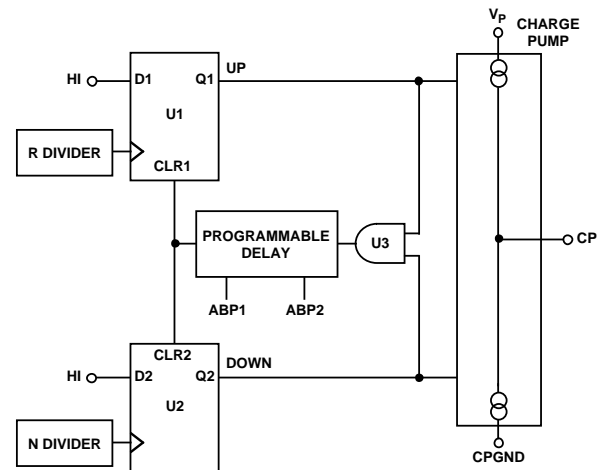 VP
CHARGE
PUMP
HI
D1
Q1
UP
U1
R DIVIDER
CLR1
PROGRAMMABLE
DELAY
U3
CP
ABP1
ABP2
CLR2
DOWN
HI
D2
Q2
U2
N DIVIDER
CPGND